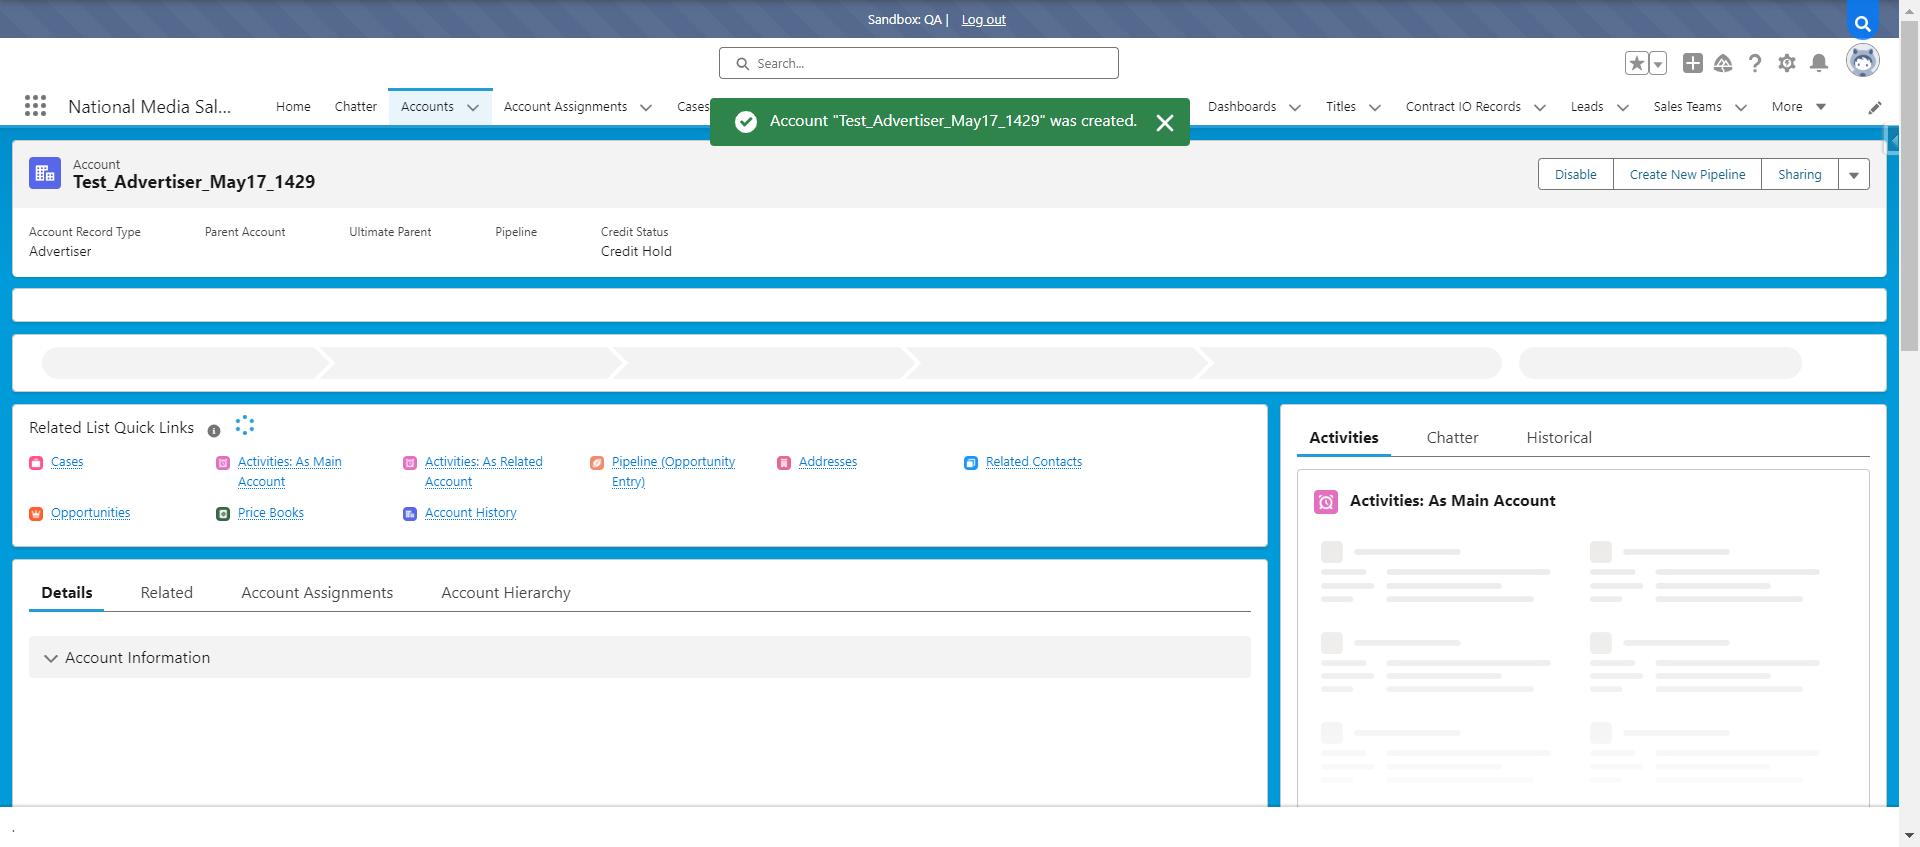 Sandbox: QA | Log out
Search...
National Media Sal...
Home
Chatter
Accounts
Account Assignments
Cases
Dashboards
Titles
Contract IO Records
Leads
Sales Teams
More
Account "Test_Advertiser_May17_1429" was created.
Account
Test_Advertiser_May17_1429
Disable
Create New Pipeline
Sharing
Account Record Type
Advertiser
Parent Account
Ultimate Parent
Pipeline
Credit Status
Credit Hold
Related List Quick Links
Cases
Activities: As Main
Account
Activities: As Related
Account
Pipeline (Opportunity
Entry)
Addresses
Related Contacts
Opportunities
Price Books
Account History
Details
Related
Account Assignments
Account Hierarchy
Account Information
Activities
Chatter
Historical
Activities: As Main Account
.